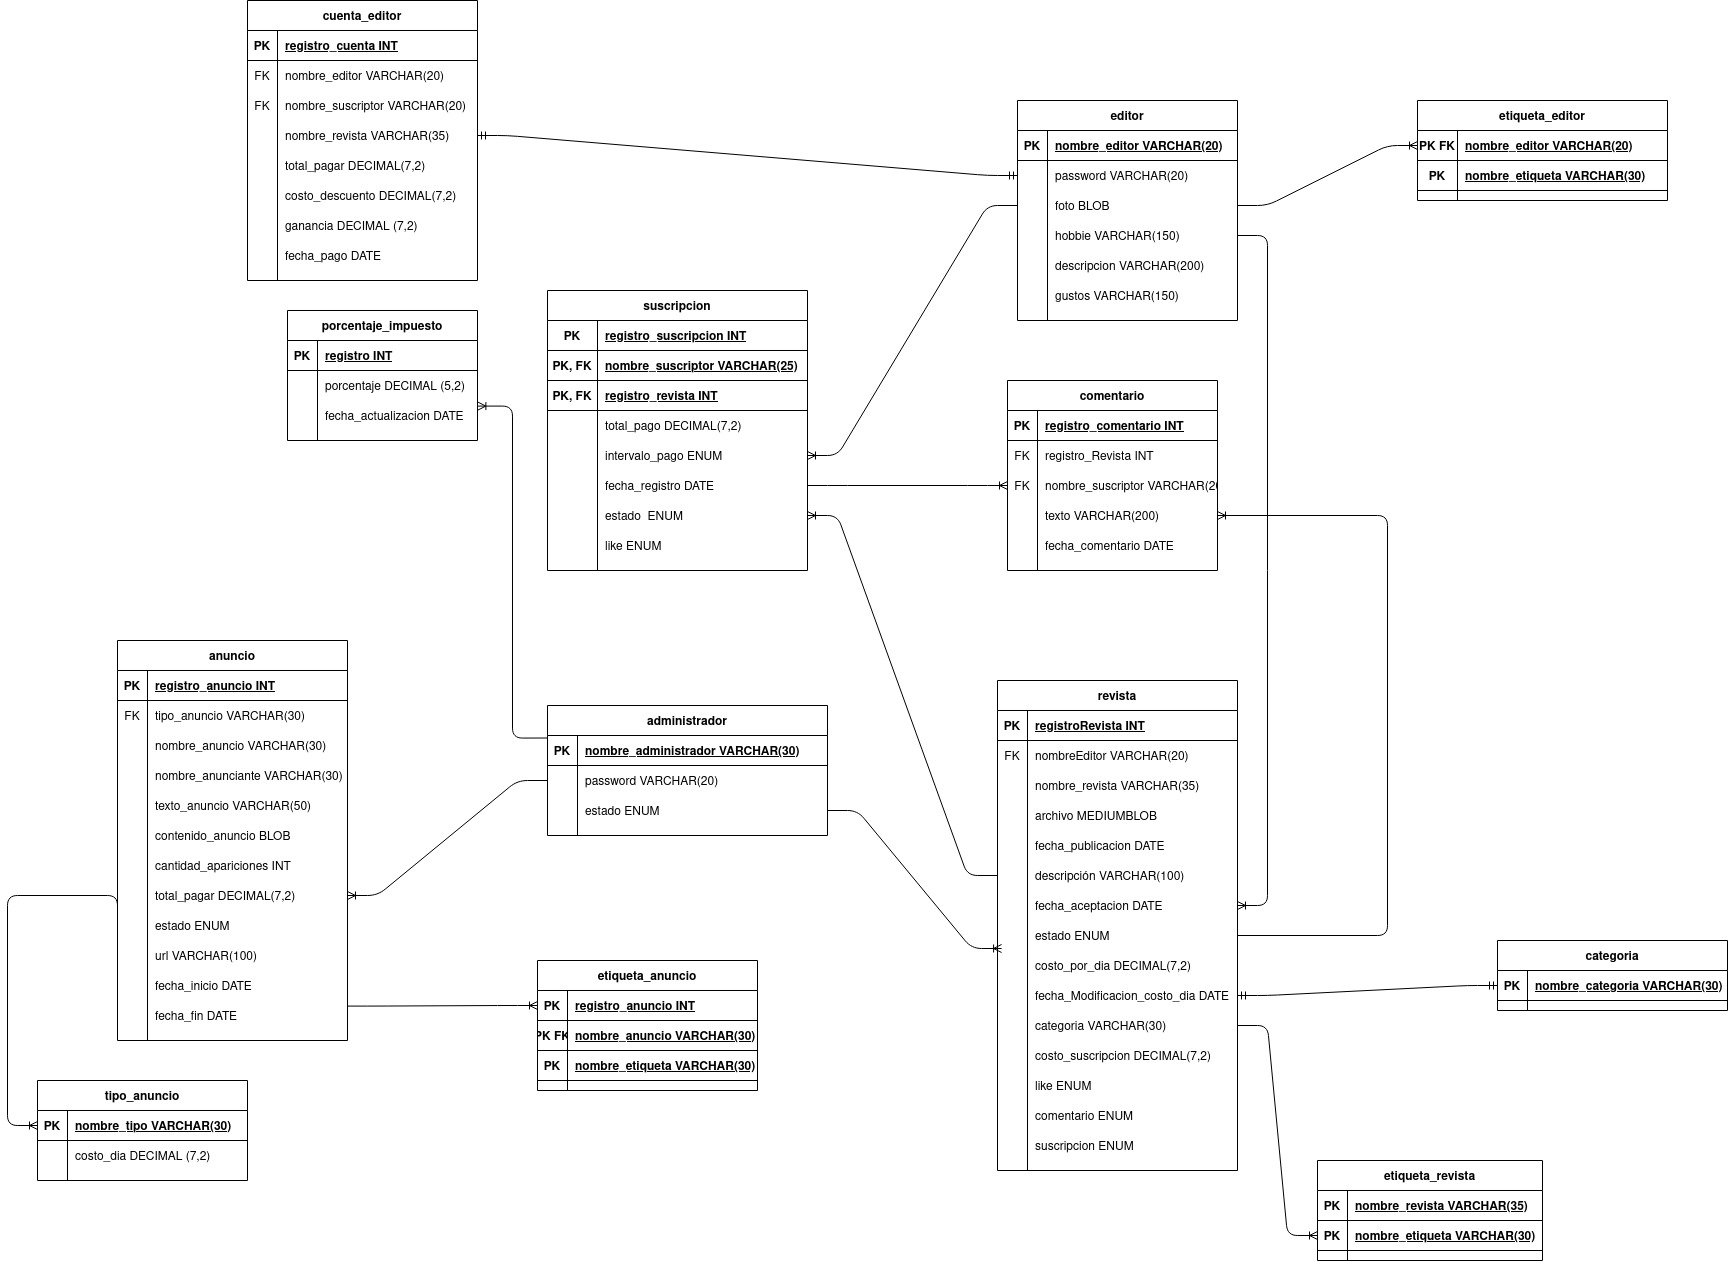 cuenta_editor
PK registro_cuenta INT
FK nombre_editor VARCHAR(20)
FK nombre_suscriptor VARCHAR(20)
nombre_revista VARCHAR(35)
total_pagar DECIMAL(7,2)
costo_descuento DECIMAL(7,2)
ganancia DECIMAL (7,2)
fecha_pago DATE
editor
PK nombre_editor VARCHAR(20)
password VARCHAR(20)
foto BLOB
hobbie VARCHAR(150)
descripcion VARCHAR(200)
gustos VARCHAR(150)
etiqueta_editor
PK FK nombre_editor VARCHAR(20)
PK nombre_etiqueta VARCHAR(30)
porcentaje_impuesto
PK registro INT
porcentaje DECIMAL (5,2)
fecha_actualizacion DATE
suscripcion
PK registro_suscripcion INT
PK, FK nombre_suscriptor VARCHAR(25)
PK, FK registro_revista INT
total_pago DECIMAL(7,2)
intervalo_pago ENUM
fecha_registro DATE
estado  ENUM
like ENUM
comentario
PK registro_comentario INT
FK registro_Revista INT
FK nombre_suscriptor VARCHAR(2
texto VARCHAR(200)
fecha_comentario DATE
anuncio
PK registro_anuncio INT
FK tipo_anuncio VARCHAR(30)
nombre_anuncio VARCHAR(30)
nombre_anunciante VARCHAR(30)
texto_anuncio VARCHAR(50)
contenido_anuncio BLOB
cantidad_apariciones INT
total_pagar DECIMAL(7,2)
estado ENUM
url VARCHAR(100)
fecha_inicio DATE
fecha_fin DATE
administrador
PK nombre_administrador VARCHAR(30)
password VARCHAR(20)
estado ENUM
revista
PK registroRevista INT
FK nombreEditor VARCHAR(20)
nombre_revista VARCHAR(35)
archivo MEDIUMBLOB
fecha_publicacion DATE
descripción VARCHAR(100)
fecha_aceptacion DATE
estado ENUM
costo_por_dia DECIMAL(7,2)
fecha_Modificacion_costo_dia DATE
categoria VARCHAR(30)
costo_suscripcion DECIMAL(7,2)
like ENUM
comentario ENUM
suscripcion ENUM
categoria
PK nombre_categoria VARCHAR(30)
etiqueta_anuncio
PK registro_anuncio INT
PK FK nombre_anuncio VARCHAR(30)
PK nombre_etiqueta VARCHAR(30)
tipo_anuncio
PK nombre_tipo VARCHAR(30)
costo_dia DECIMAL (7,2)
etiqueta_revista
PK nombre_revista VARCHAR(35)
PK nombre_etiqueta VARCHAR(30)